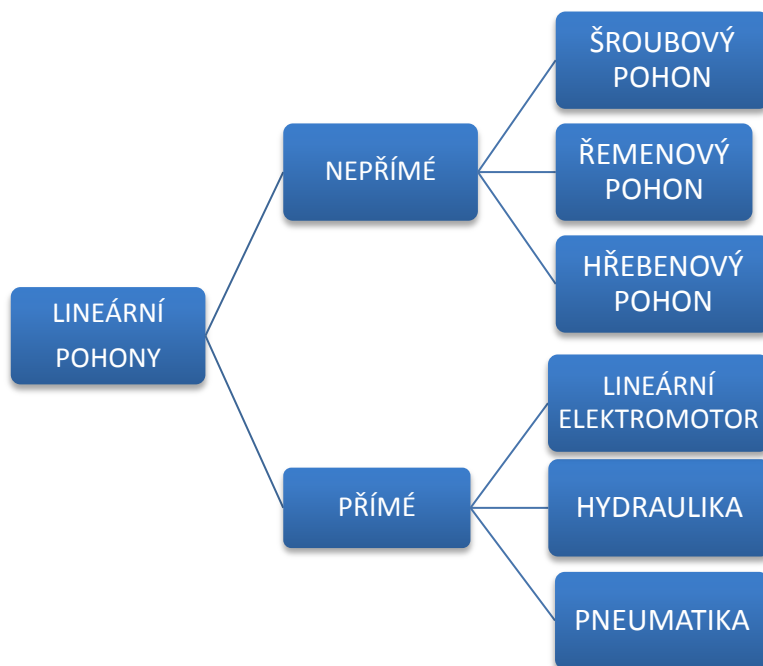 LINEÁRNÍ
POHONY
NEPŘÍMÉ
ŠROUBOVÝ
POHON
ŘEMENOVÝ
POHON
HŘEBENOVÝ
POHON
PŘÍMÉ
LINEÁRNÍ
ELEKTROMOTOR
HYDRAULIKA
PNEUMATIKA